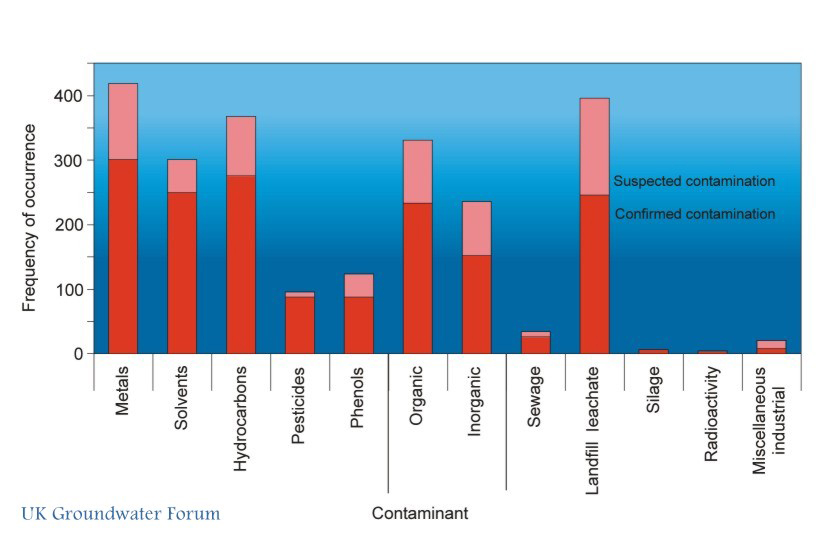 Frequency of occurrence
400
300
200
100
0
Suspected contamination
Confirmed contamination
Metals
Solvents
Hydrocarbons
Pesticides
Phenols
Organic
Inorganic
Sewage
Landfill leachate
Silage
Radioactivity
Miscellaneous
industrial
Contaminant
UK Groundwater Forum